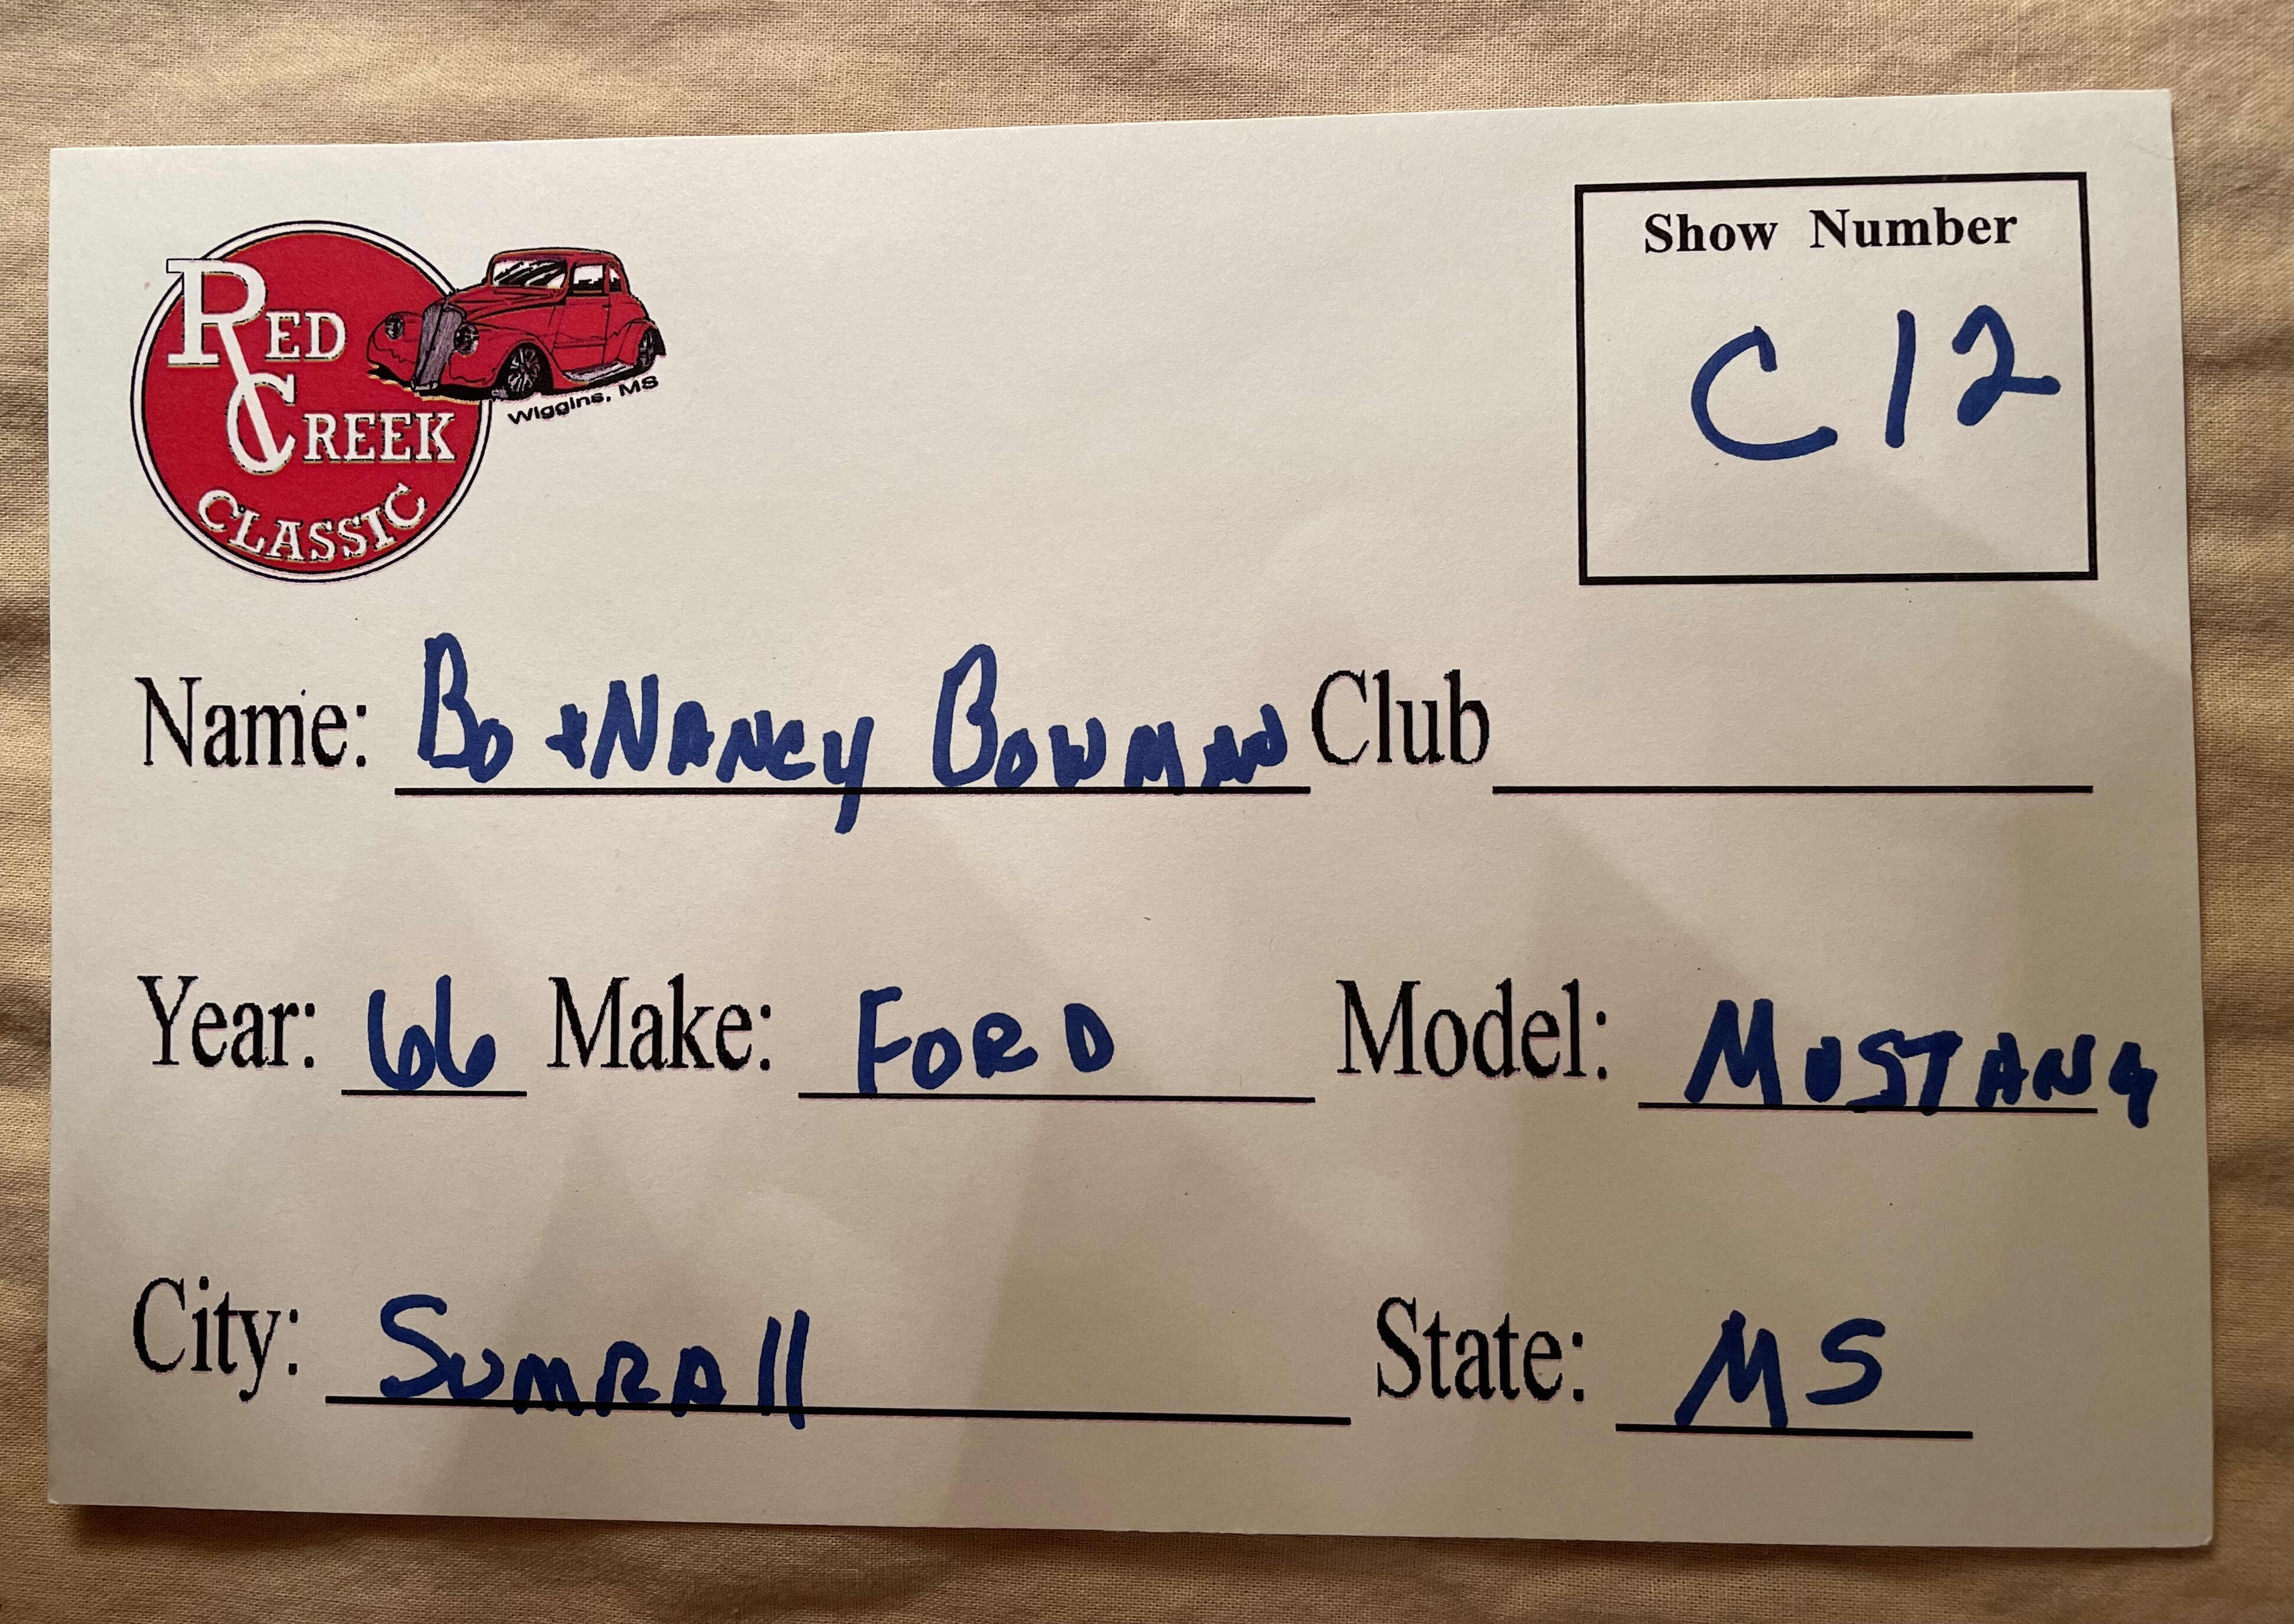 RED
CREEK
CLASSIC
Wiggins, MS
Show Number
C12
Name: Bo + NANCY BOWMAN Club
Year: 66 Make: FORD Model: MUSTANG
City: SUMRAll State: MS